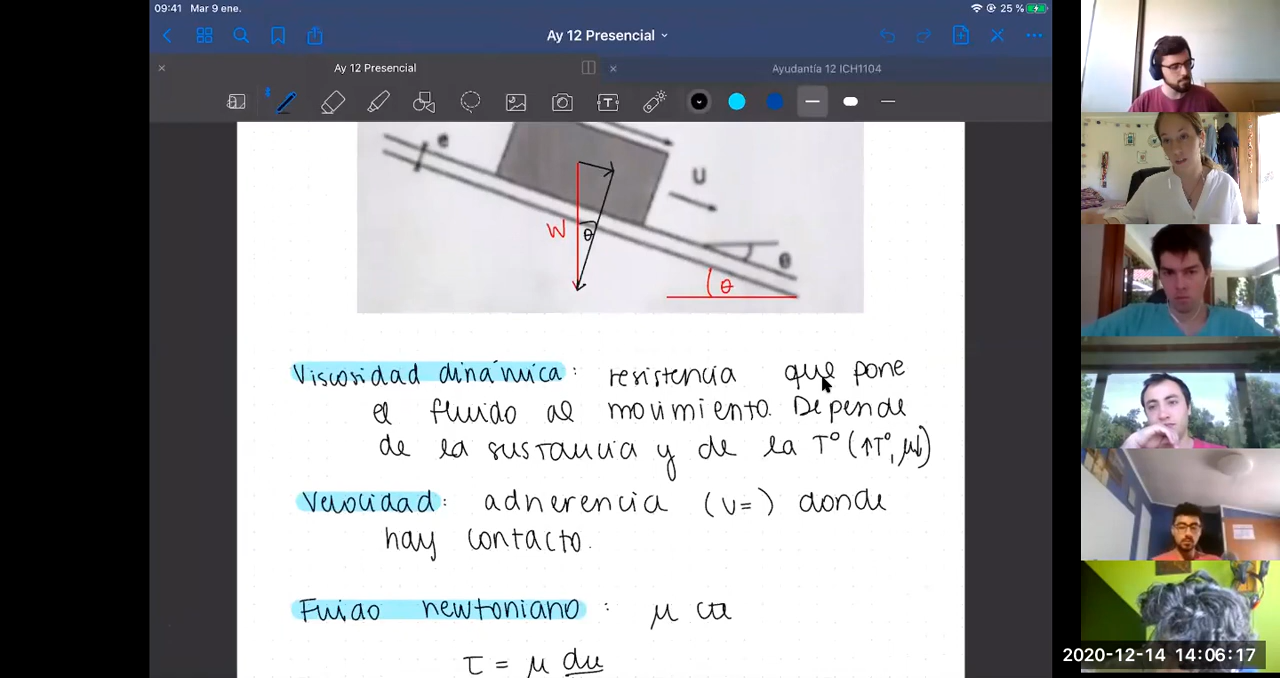 09:41 Mar 9 ene.
25 %
Ay 12 Presencial
Ay 12 Presencial
Ayudantía 12 ICH1104
e
U
W
θ
θ
θ
Viscosidad dinámica: resistencia que pone
el fluido al movimiento. Depende
de la sustancia y de la T° (↑T°, μ↓)
Velocidad: adherencia (v=) donde
hay contacto.
Fluido newtoniano: μ cte
τ = μ du
2020-12-14 14:06:17